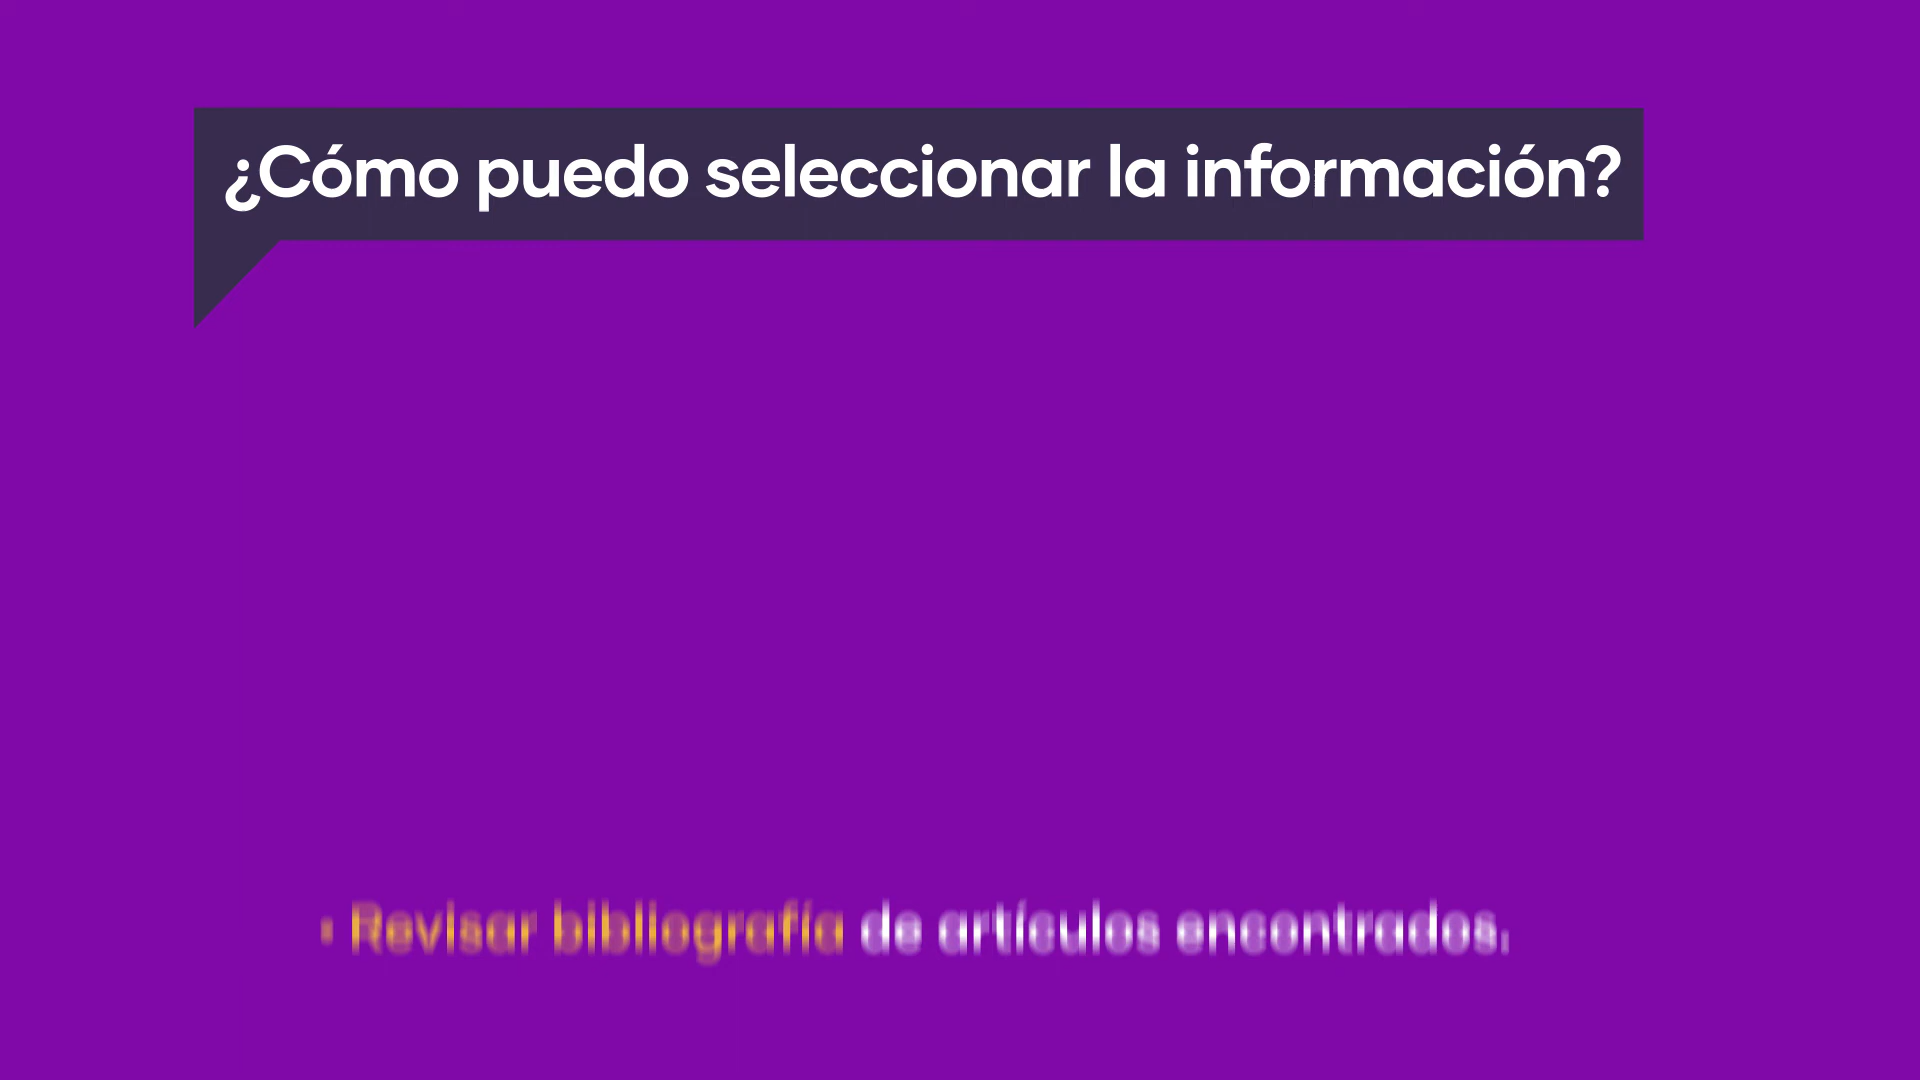 ¿Cómo puedo seleccionar la información?
• Revisar bibliografía de artículos encontrados.